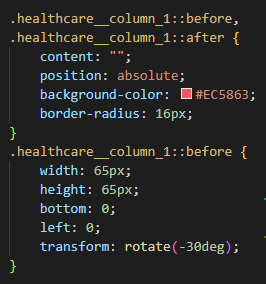 .healthcare__column_1::before,
.healthcare__column_1::after {
    content: "";
    position: absolute;
    background-color: #EC5863;
    border-radius: 16px;
}
.healthcare__column_1::before {
    width: 65px;
    height: 65px;
    bottom: 0;
    left: 0;
    transform: rotate(-30deg);
}